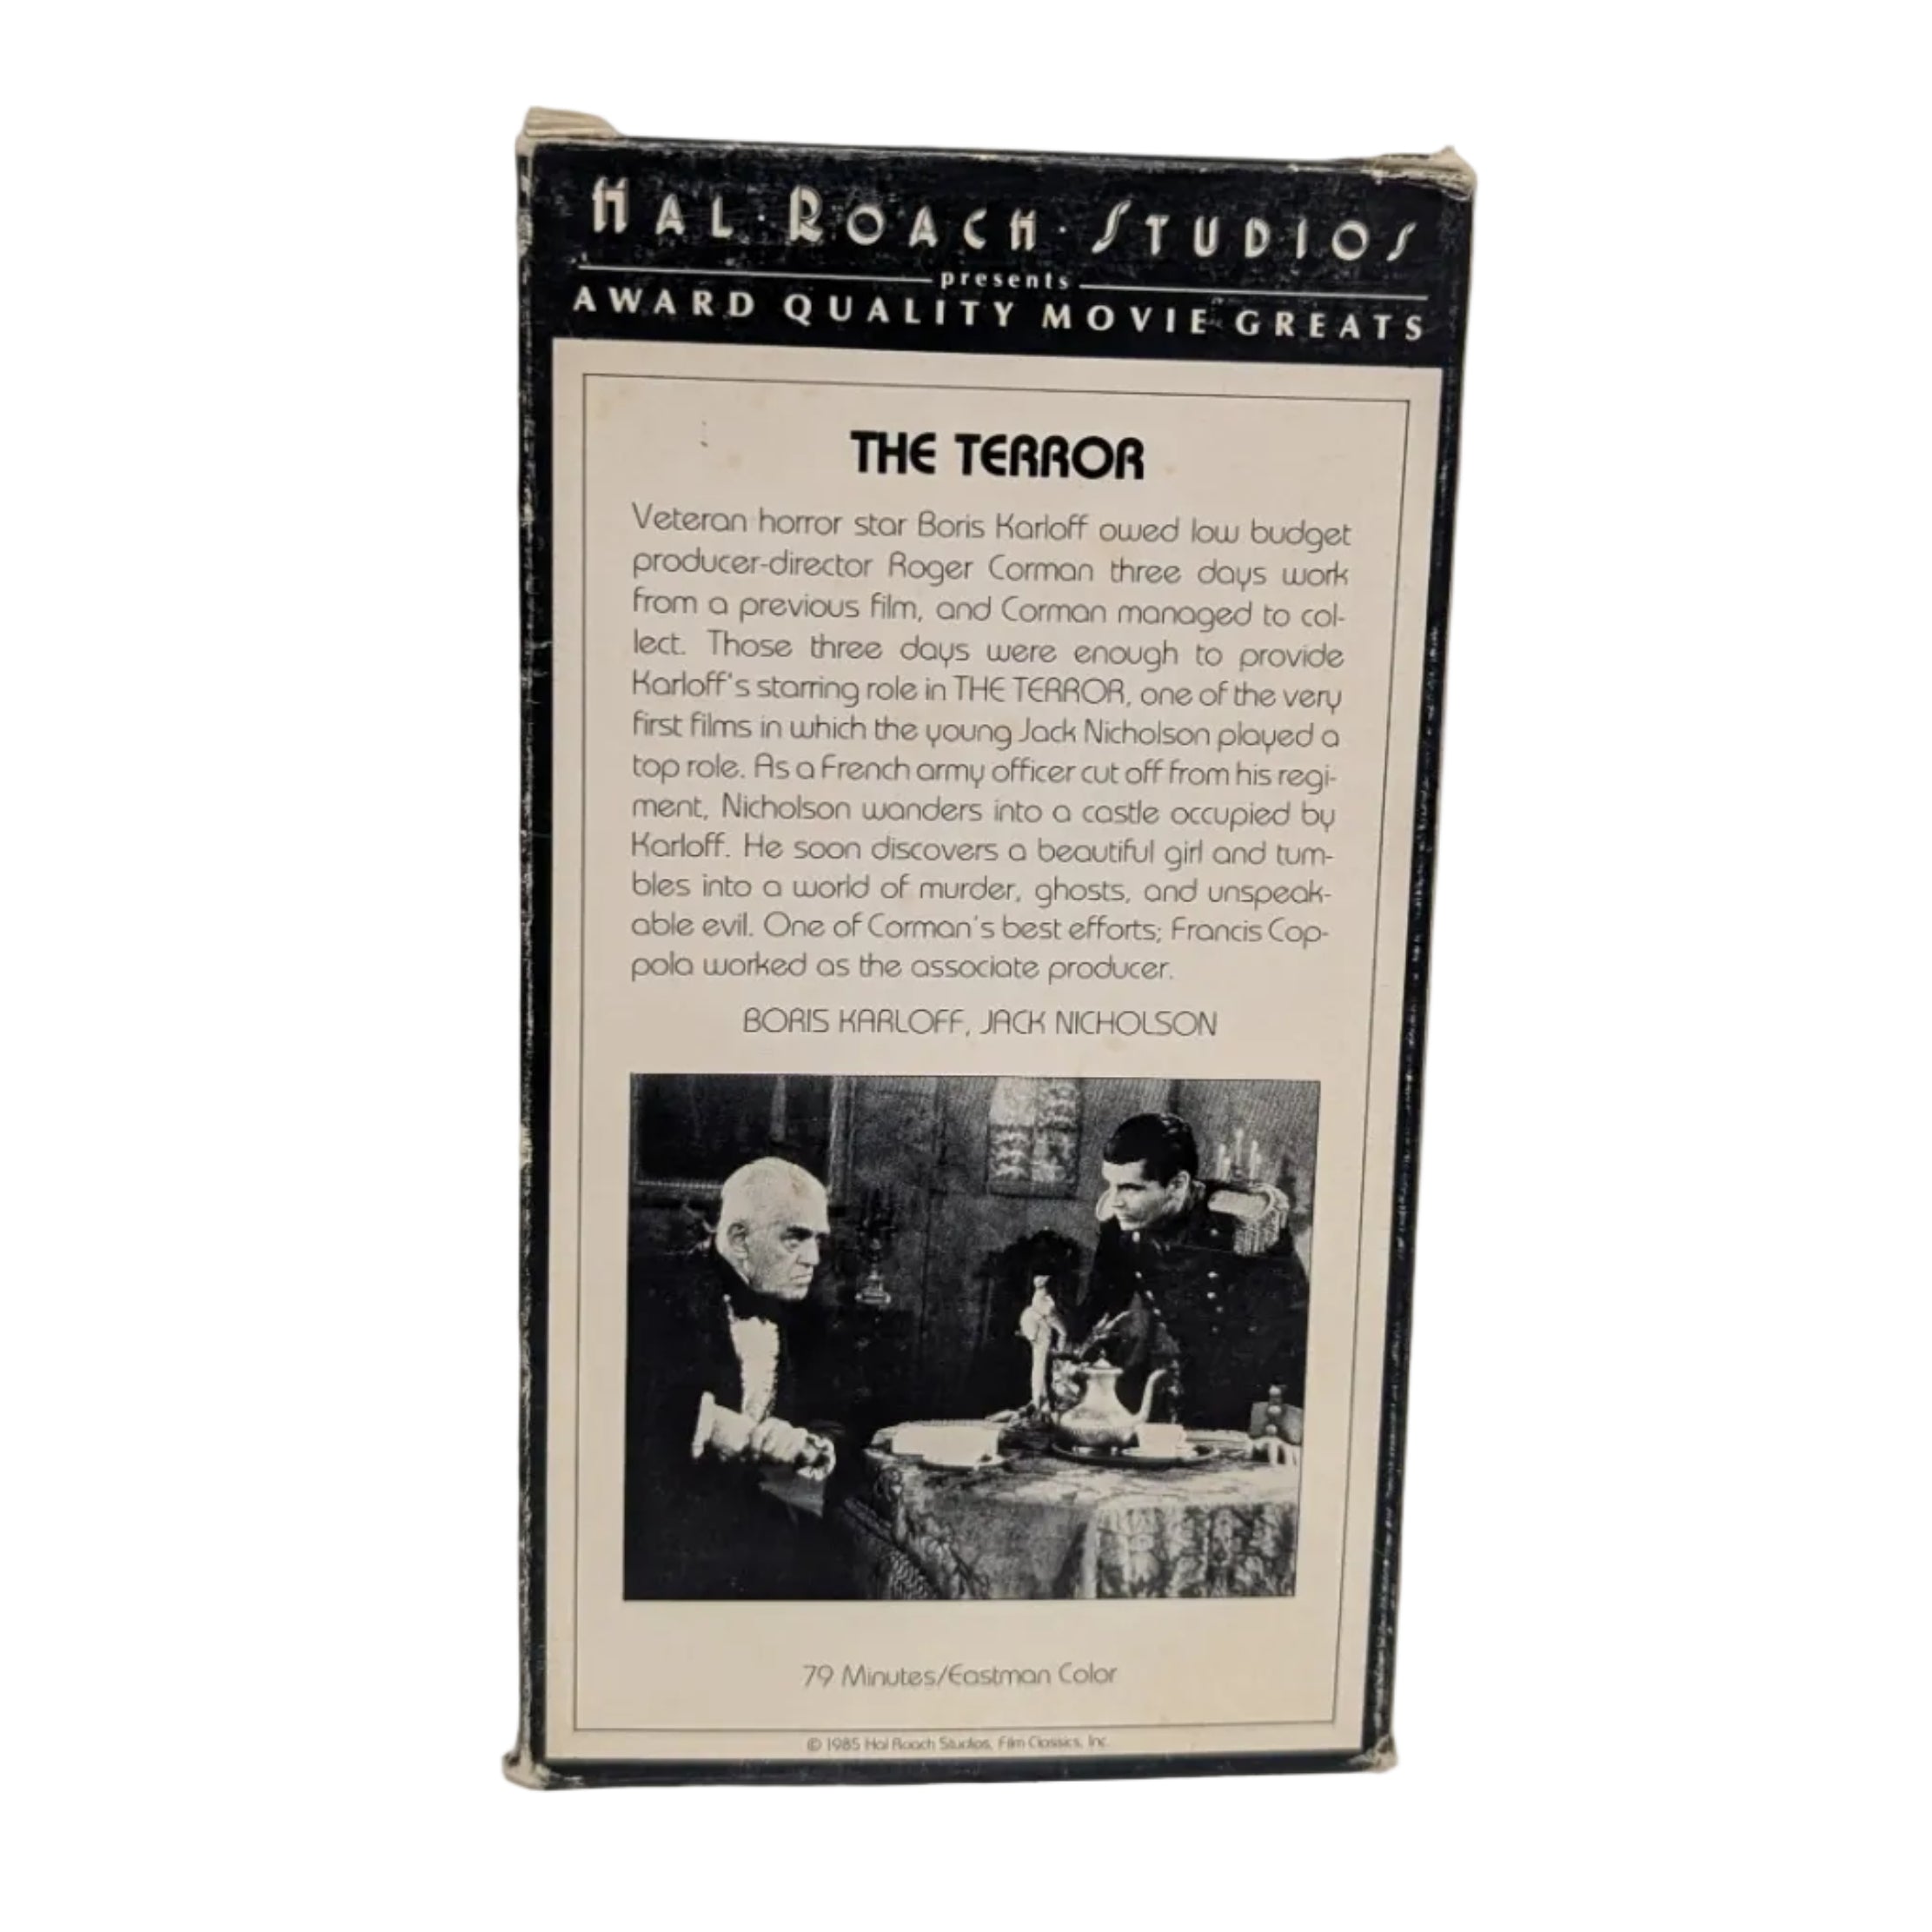 HAL·ROACH·STUDIOS
presents
AWARD QUALITY MOVIE GREATS
THE TERROR
Veteran horror star Boris Karloff owed low budget
producer-director Roger Corman three days work
from a previous film, and Corman managed to col-
lect. Those three days were enough to provide
Karloff's starring role in THE TERROR, one of the very
first films in which the young Jack Nicholson played a
top role. As a French army officer cut off from his regi-
ment, Nicholson wanders into a castle occupied by
Karloff. He soon discovers a beautiful girl and tum-
bles into a world of murder, ghosts, and unspeak-
able evil. One of Corman's best efforts; Francis Cop-
pola worked as the associate producer.
BORIS KARLOFF, JACK NICHOLSON
79 Minutes/Eastman Color
© 1985 Hal Roach Studios, Film Classics, Inc.